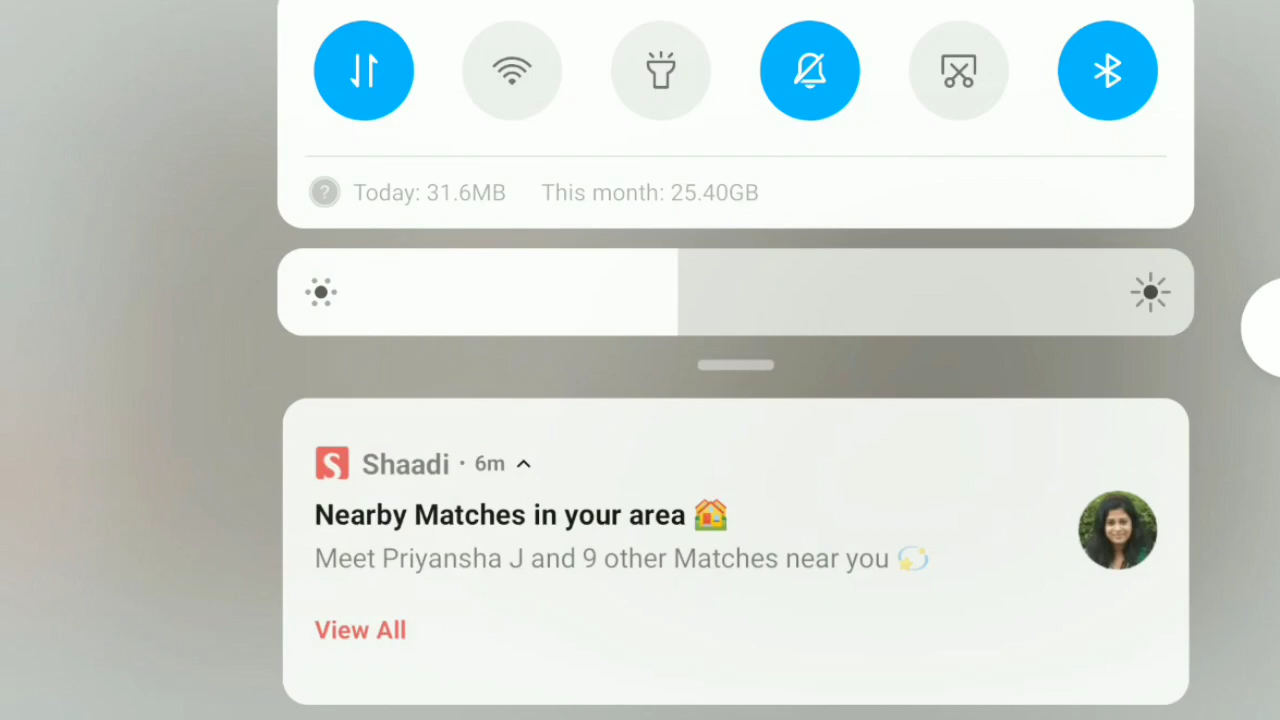 Today: 31.6MB This month: 25.40GB
Shaadi · 6m
Nearby Matches in your area 🏡
Meet Priyansha J and 9 other Matches near you 💫
View All